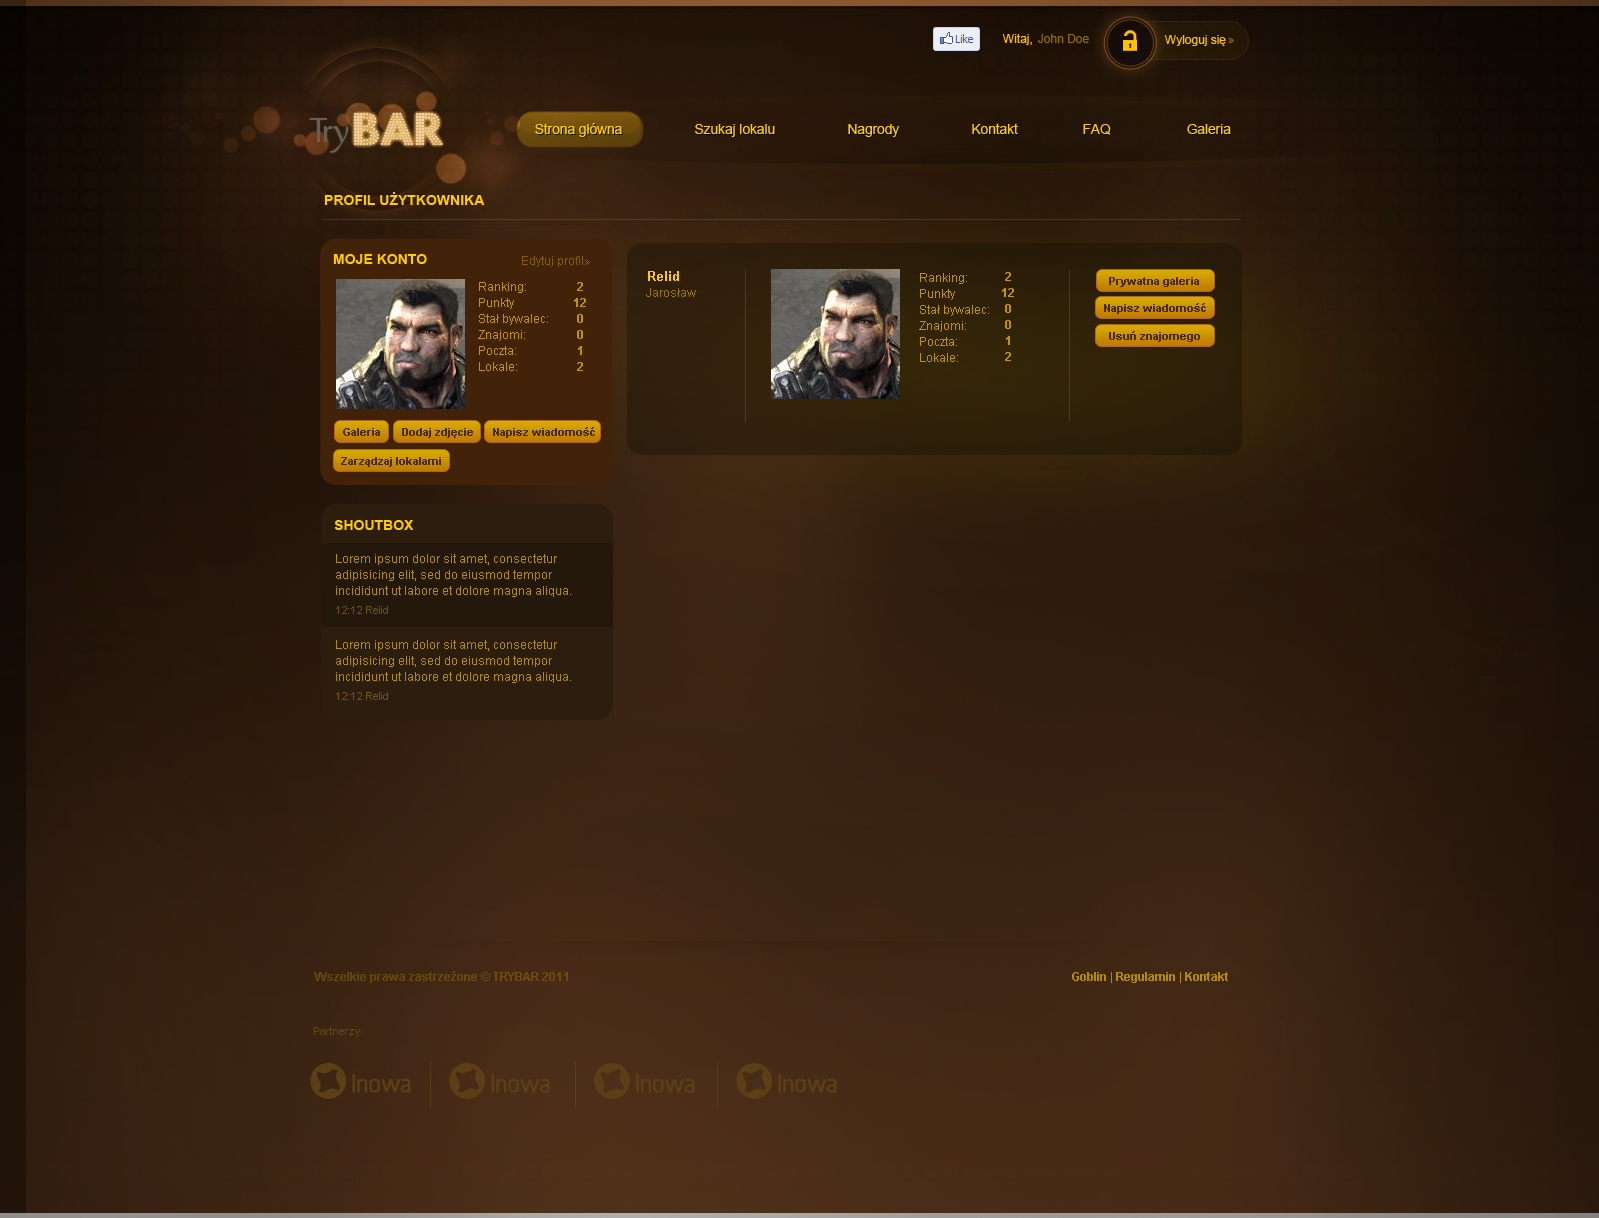 Like
Witaj, John Doe
Wyloguj się »
TryBAR
Strona główna
Szukaj lokalu
Nagrody
Kontakt
FAQ
Galeria
PROFIL UŻYTKOWNIKA
MOJE KONTO
Edytuj profil»
Ranking: 2
Punkty 12
Stał bywalec: 0
Znajomi: 0
Poczta: 1
Lokale: 2
Galeria
Dodaj zdjęcie
Napisz wiadomość
Zarządzaj lokalami
Relid
Jarosław
Ranking: 2
Punkty 12
Stał bywalec: 0
Znajomi: 0
Poczta: 1
Lokale: 2
Prywatna galeria
Napisz wiadomość
Usuń znajomego
SHOUTBOX
Lorem ipsum dolor sit amet, consectetur
adipisicing elit, sed do eiusmod tempor
incididunt ut labore et dolore magna aliqua.
12:12 Relid
Lorem ipsum dolor sit amet, consectetur
adipisicing elit, sed do eiusmod tempor
incididunt ut labore et dolore magna aliqua.
12:12 Relid
Wszelkie prawa zastrzeżone © TRYBAR 2011
Goblin | Regulamin | Kontakt
Partnerzy:
Inowa
Inowa
Inowa
Inowa